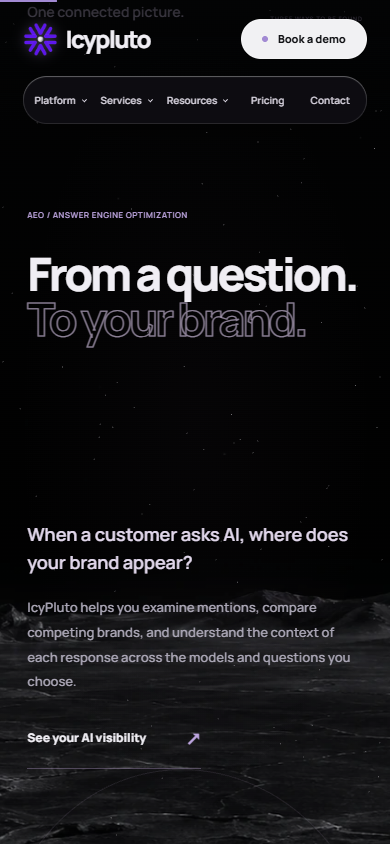 One connected picture.
Icypluto
Book a demo
Platform Services Resources Pricing Contact
AEO / ANSWER ENGINE OPTIMIZATION
From a question.
To your brand.
When a customer asks AI, where does
your brand appear?
IcyPluto helps you examine mentions, compare
competing brands, and understand the context of
each response across the models and questions you
choose.
See your AI visibility